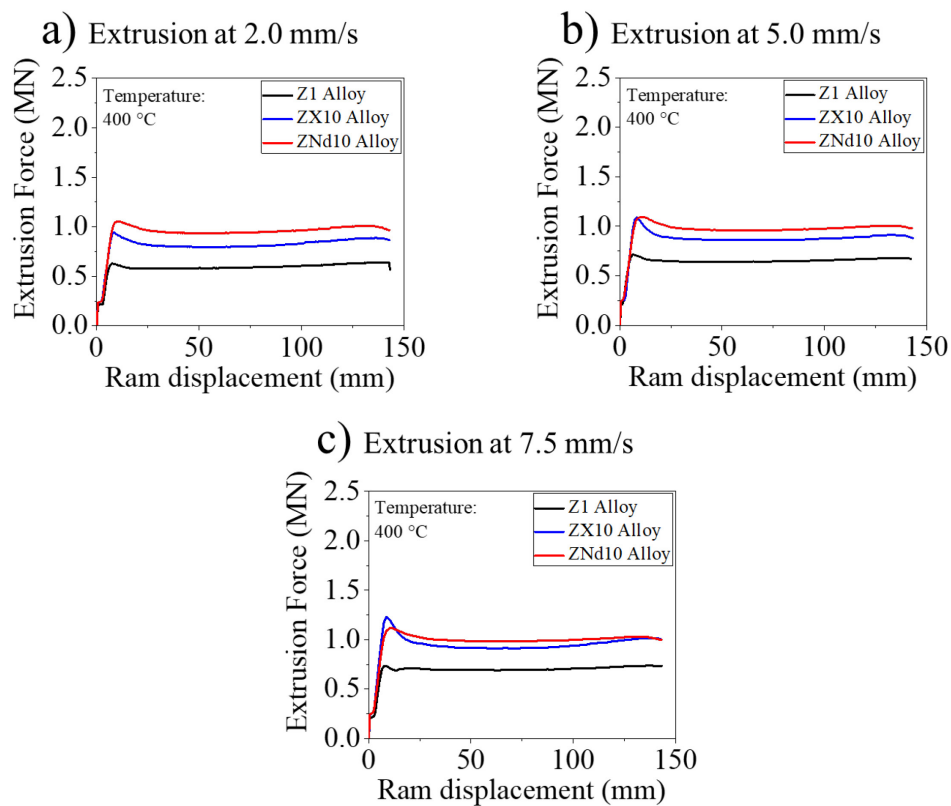 a) Extrusion at 2.0 mm/s
Extrusion Force (MN)
2.5
2.0
1.5
1.0
0.5
0.0
Temperature:
400 °C
Z1 Alloy
ZX10 Alloy
ZNd10 Alloy
0 50 100 150
Ram displacement (mm)
b) Extrusion at 5.0 mm/s
Extrusion Force (MN)
2.5
2.0
1.5
1.0
0.5
0.0
Temperature:
400 °C
Z1 Alloy
ZX10 Alloy
ZNd10 Alloy
0 50 100 150
Ram displacement (mm)
c) Extrusion at 7.5 mm/s
Extrusion Force (MN)
2.5
2.0
1.5
1.0
0.5
0.0
Temperature:
400 °C
Z1 Alloy
ZX10 Alloy
ZNd10 Alloy
0 50 100 150
Ram displacement (mm)